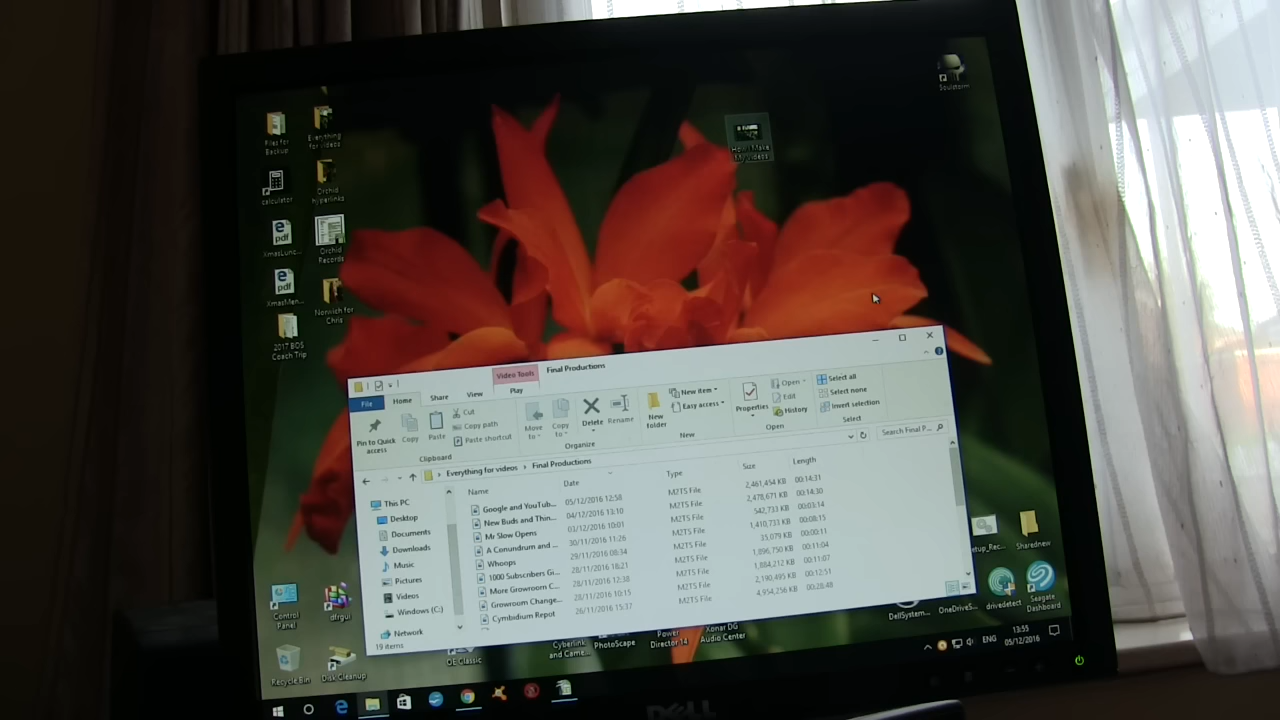 Soulstorm
Files for
Backup
Everything
for videos
How I Make
My Videos
calculator
Orchid
hyperlinks
pdf
XmasLunc...
Orchid
Records
pdf
XmasMen...
Norwich for
Chris
2017 BOS
Coach Trip
Video Tools
Final Productions
File
Home
Share
View
Play
Pin to Quick
access
Copy
Paste
Cut
Copy path
Paste shortcut
Clipboard
Move
to
Copy
to
Delete
Rename
Organize
New
folder
New item
Easy access
New
Properties
Open
Edit
History
Open
Select all
Select none
Invert selection
Select
Everything for videos
Final Productions
Search Final P...
This PC
Desktop
Documents
Downloads
Music
Pictures
Videos
Windows (C:)
Network
19 items
Name Date Type Size Length
Google and YouTub... 05/12/2016 12:58 M2TS File 2,461,454 KB 00:14:31
New Buds and Thin... 04/12/2016 13:10 M2TS File 2,478,671 KB 00:14:30
Mr Slow Opens 03/12/2016 10:01 M2TS File 542,733 KB 00:03:14
A Conundrum and ... 30/11/2016 11:26 M2TS File 1,410,731 KB 00:08:15
Whoops 29/11/2016 08:34 M2TS File 35,079 KB 00:00:11
1000 Subscribers Gi... 28/11/2016 18:21 M2TS File 1,896,750 KB 00:11:04
More Growroom C... 28/11/2016 12:38 M2TS File 1,884,212 KB 00:11:07
Growroom Change... 28/11/2016 10:15 M2TS File 2,190,495 KB 00:12:51
Cymbidium Repot 26/11/2016 15:37 M2TS File 4,954,256 KB 00:28:48
etup_Rec...
Sharednew
Control
Panel
dfrgui
DellSystem...
OneDriveS...
drivedetect
Seagate
Dashboard
Recycle Bin
Disk Cleanup
OE Classic
Cyberlink
and Came...
PhotoScape
Power
Director 14
Xonar DG
Audio Center
ENG
13:55
05/12/2016
DELL